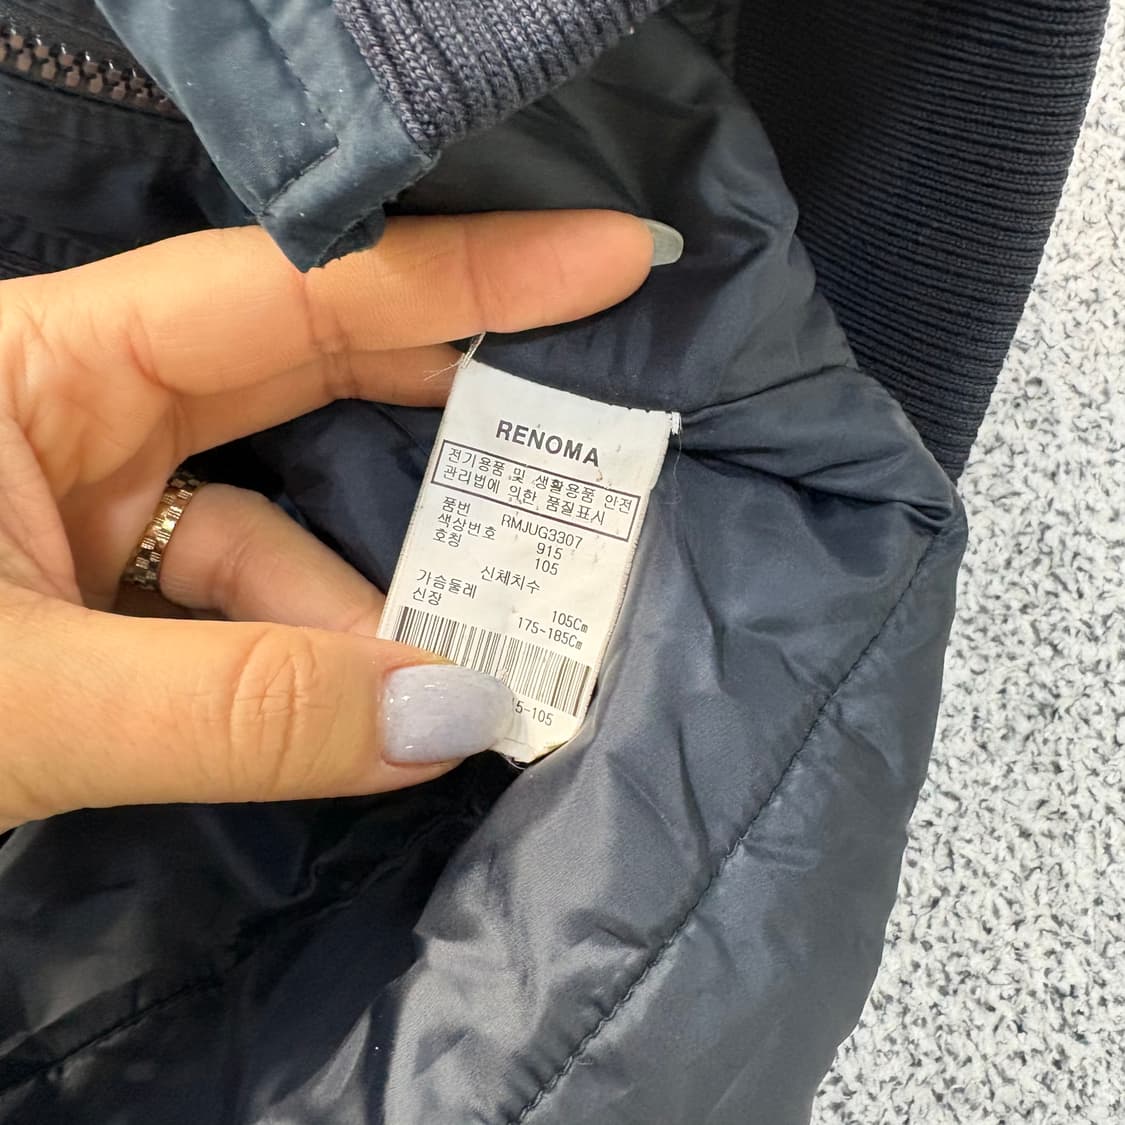 RENOMA
전기용품 및 생활용품 안전
관리법에 의한 품질표시
품번 RMJUG3307
색상번호 915
호칭 105
신체치수
가슴둘레 105Cm
신장 175-185Cm
5-105